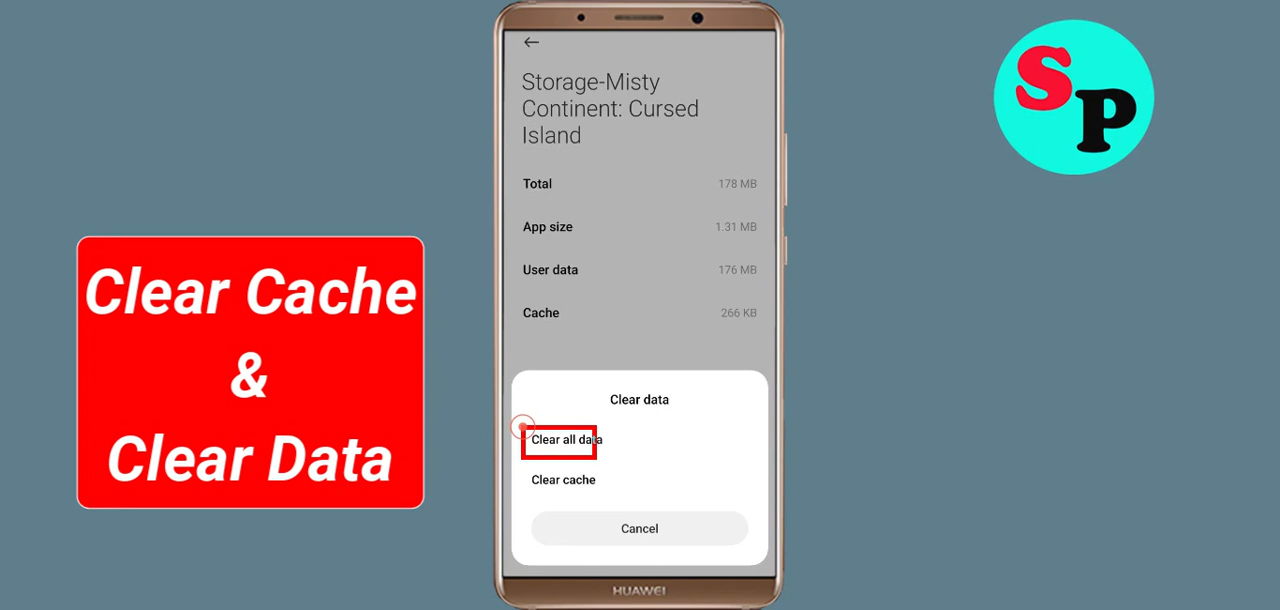 Storage-Misty
Continent: Cursed
Island
Total 178 MB
App size 1.31 MB
User data 176 MB
Cache 266 KB
Clear data
Clear all data
Clear cache
Cancel
HUAWEI
Clear Cache
&
Clear Data
SP